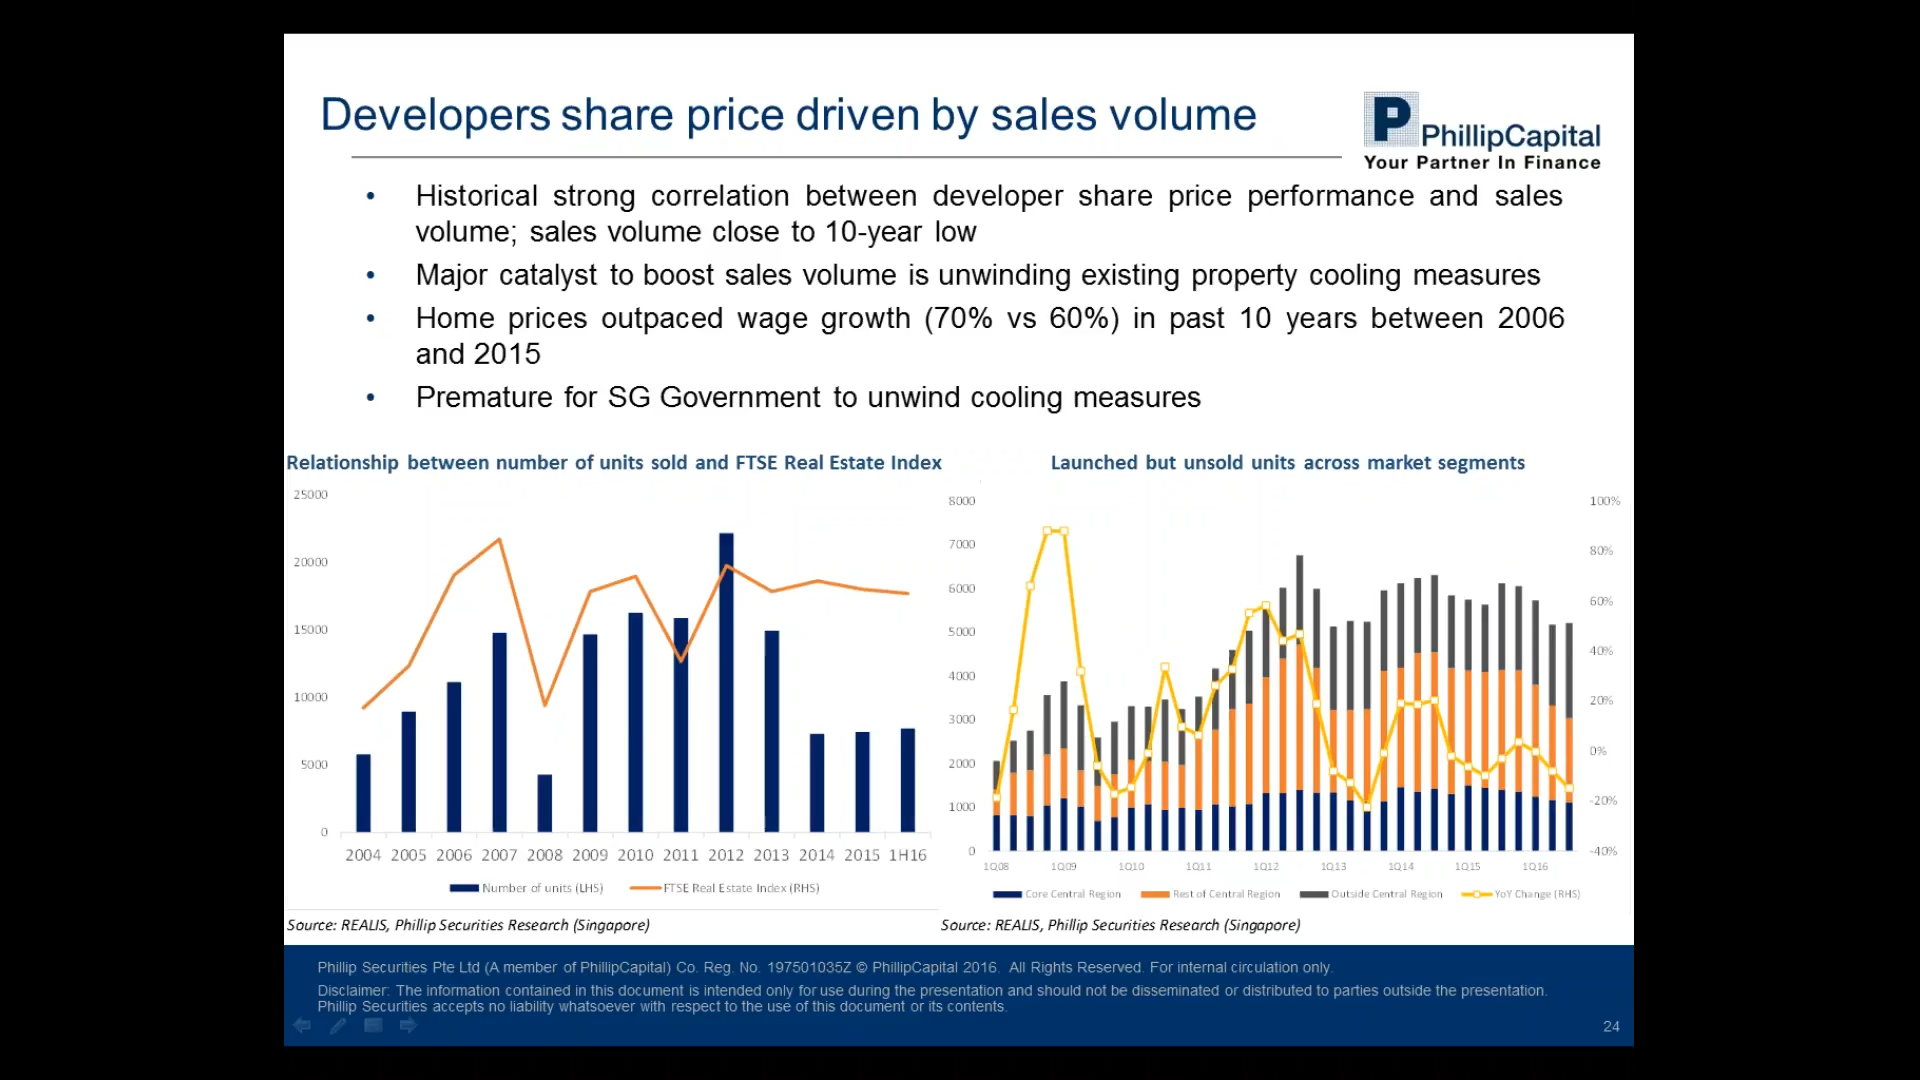 Developers share price driven by sales volume
P
PhillipCapital
Your Partner In Finance
• Historical strong correlation between developer share price performance and sales
volume; sales volume close to 10-year low
• Major catalyst to boost sales volume is unwinding existing property cooling measures
• Home prices outpaced wage growth (70% vs 60%) in past 10 years between 2006
and 2015
• Premature for SG Government to unwind cooling measures
Relationship between number of units sold and FTSE Real Estate Index
25000
20000
15000
10000
5000
0
2004 2005 2006 2007 2008 2009 2010 2011 2012 2013 2014 2015 1H16
Number of units (LHS) FTSE Real Estate Index (RHS)
Source: REALIS, Phillip Securities Research (Singapore)
Launched but unsold units across market segments
8000
7000
6000
5000
4000
3000
2000
1000
0
100%
80%
60%
40%
20%
0%
-20%
-40%
1Q08 1Q09 1Q10 1Q11 1Q12 1Q13 1Q14 1Q15 1Q16
Core Central Region Rest of Central Region Outside Central Region YoY Change (RHS)
Source: REALIS, Phillip Securities Research (Singapore)
Phillip Securities Pte Ltd (A member of PhillipCapital) Co. Reg. No. 197501035Z © PhillipCapital 2016. All Rights Reserved. For internal circulation only.
Disclaimer: The information contained in this document is intended only for use during the presentation and should not be disseminated or distributed to parties outside the presentation.
Phillip Securities accepts no liability whatsoever with respect to the use of this document or its contents.
24